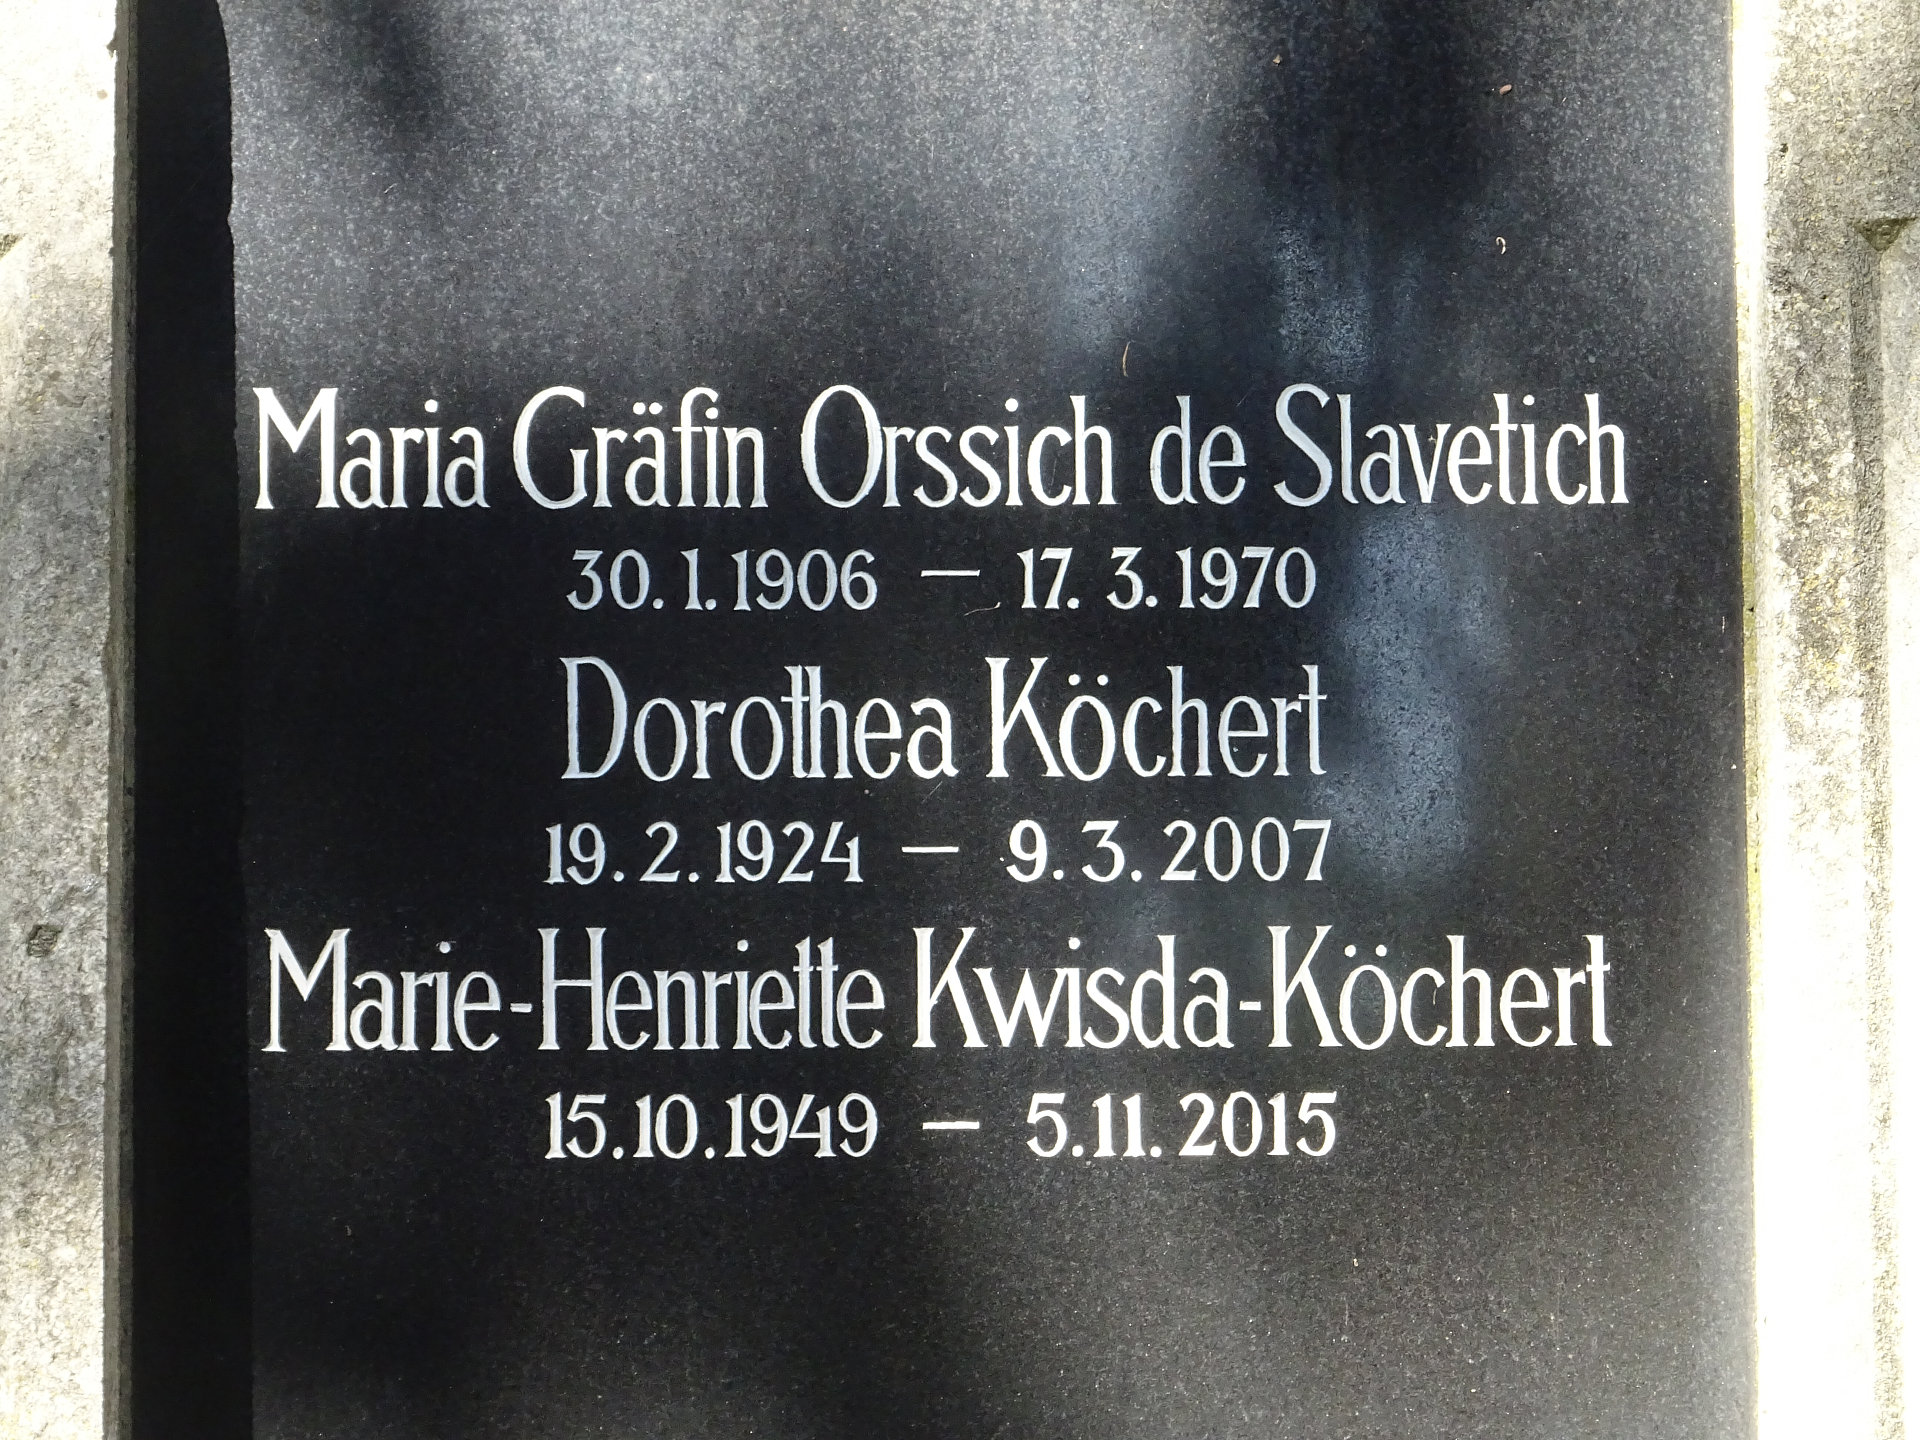 Maria Gräfin Orssich de Slavetich
30.1.1906 – 17.3.1970
Dorothea Köchert
19.2.1924 – 9.3.2007
Marie-Henriette Kwisda-Köchert
15.10.1949 – 5.11.2015